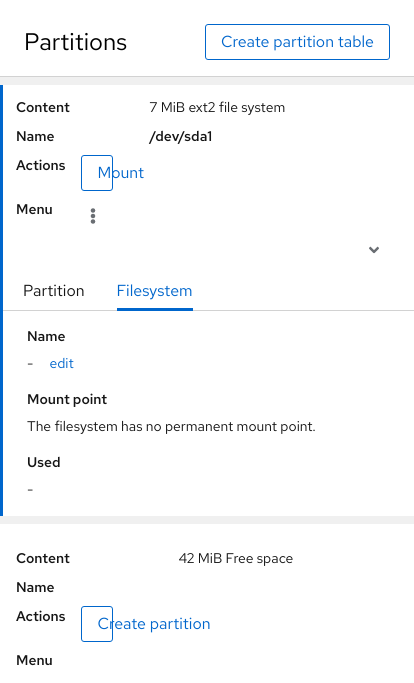 Partitions
Create partition table
Content 7 MiB ext2 file system
Name /dev/sda1
Actions Mount
Menu
Partition Filesystem
Name
- edit
Mount point
The filesystem has no permanent mount point.
Used
-
Content 42 MiB Free space
Name
Actions Create partition
Menu